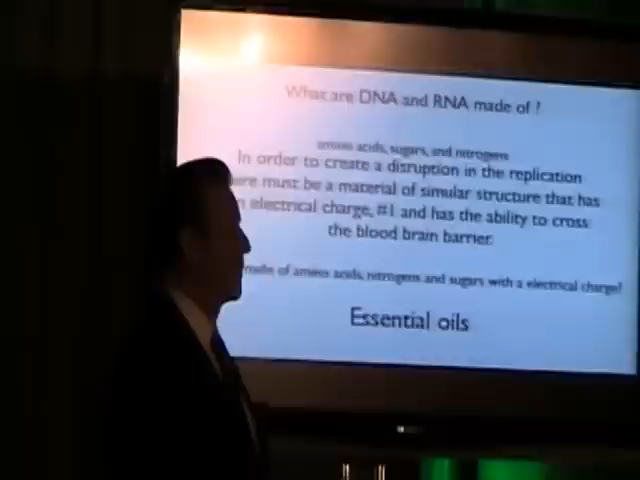 What are DNA and RNA made of ?
amino acids, sugars, and nitrogens
In order to create a disruption in the replication
must be a material of simular structure that has
electrical charge, #1 and has the ability to cross
the blood brain barrier.
made of amino acids, nitrogens and sugars with a electrical charge?
Essential oils